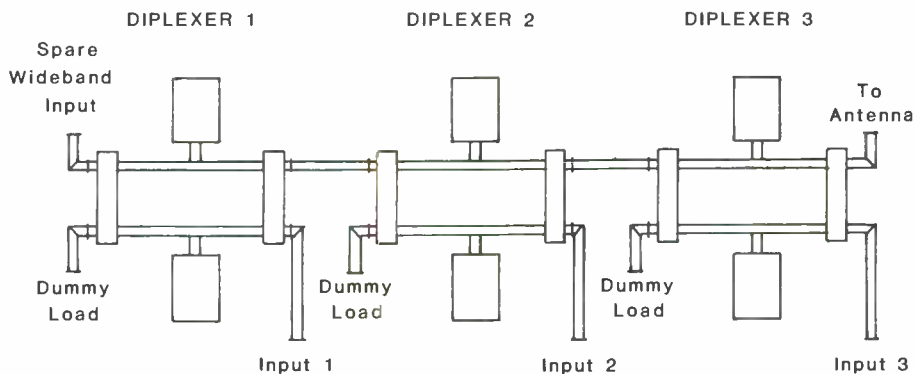 DIPLEXER 1
DIPLEXER 2
DIPLEXER 3
Spare
Wideband
Input
To
Antenna
Dummy
Load
Dummy
Load
Dummy
Load
Input 1
Input 2
Input 3